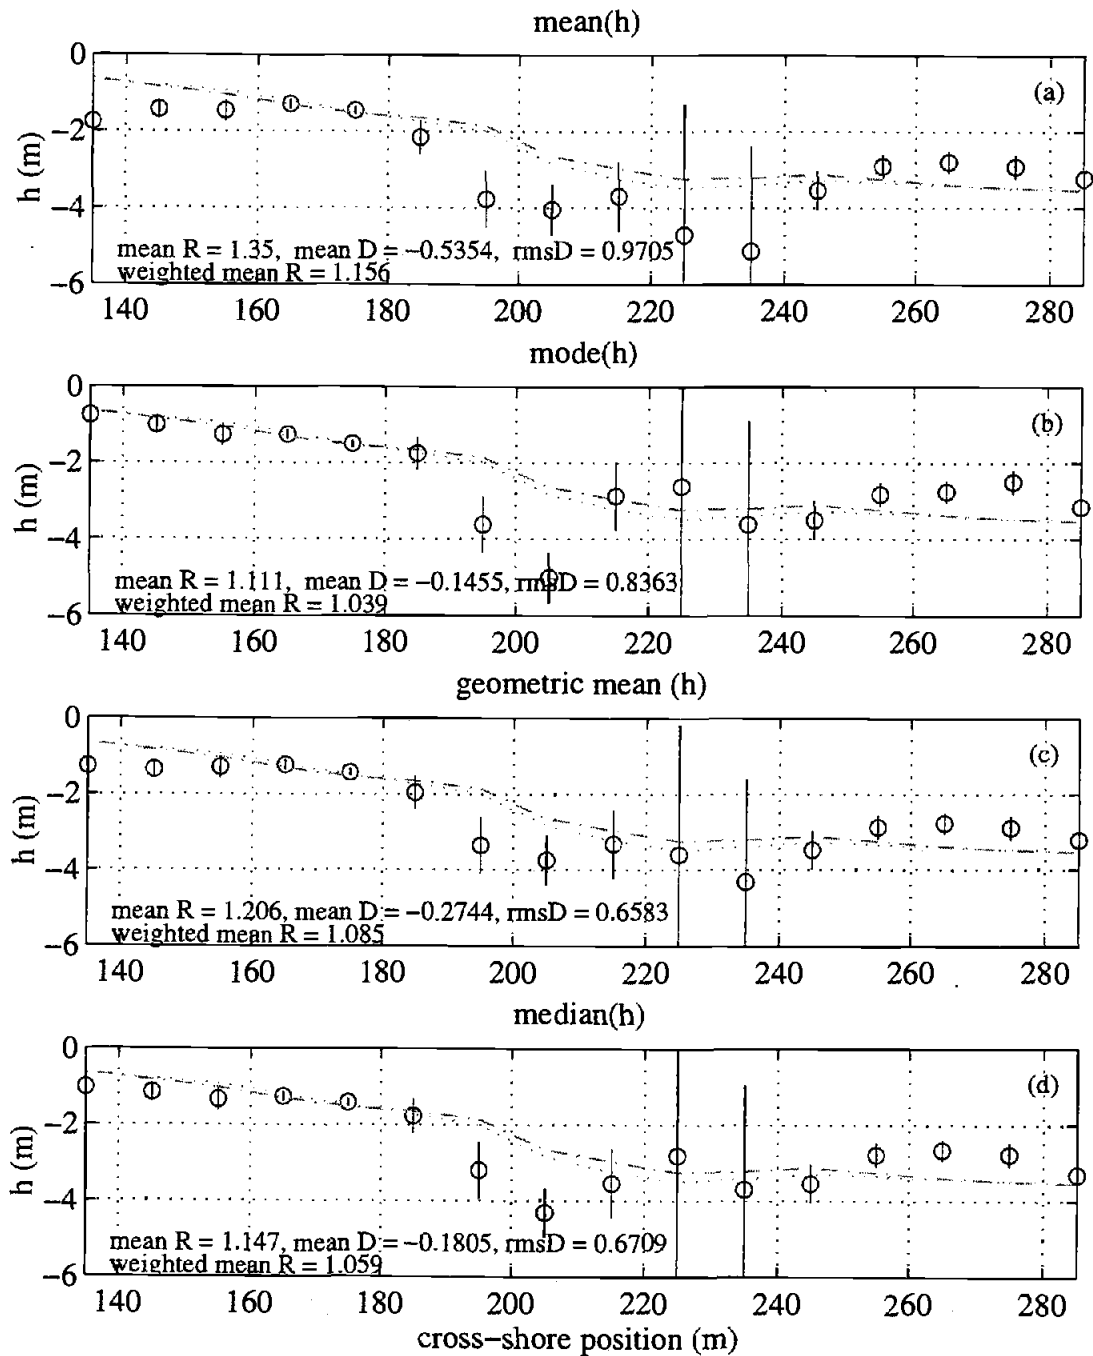 mean(h)
0
−2
−4
−6
h (m)
(a)
mean R = 1.35, mean D = −0.5354, rmsD = 0.9705
weighted mean R = 1.156
140 160 180 200 220 240 260 280
mode(h)
0
−2
−4
−6
h (m)
(b)
mean R = 1.111, mean D = −0.1455, rmsD = 0.8363
weighted mean R = 1.039
140 160 180 200 220 240 260 280
geometric mean (h)
0
−2
−4
−6
h (m)
(c)
mean R = 1.206, mean D = −0.2744, rmsD = 0.6583
weighted mean R = 1.085
140 160 180 200 220 240 260 280
median(h)
0
−2
−4
−6
h (m)
(d)
mean R = 1.147, mean D = −0.1805, rmsD = 0.6709
weighted mean R = 1.059
140 160 180 200 220 240 260 280
cross−shore position (m)